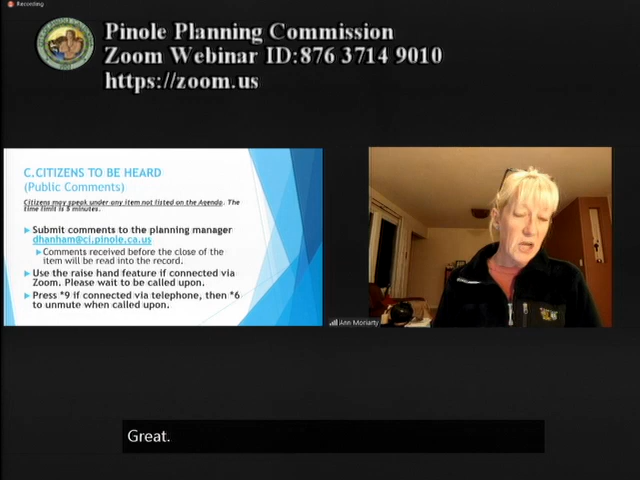 Recording
Pinole Planning Commission
Zoom Webinar ID:876 3714 9010
https://zoom.us
C.CITIZENS TO BE HEARD
(Public Comments)
Citizens may speak under any item not listed on the Agenda. The
time limit is 5 minutes.
Submit comments to the planning manager
dhanham@ci.pinole.ca.us
Comments received before the close of the
item will be read into the record.
Use the raise hand feature if connected via
Zoom. Please wait to be called upon.
Press *9 if connected via telephone, then *6
to unmute when called upon.
Ann Moriarty
Great.